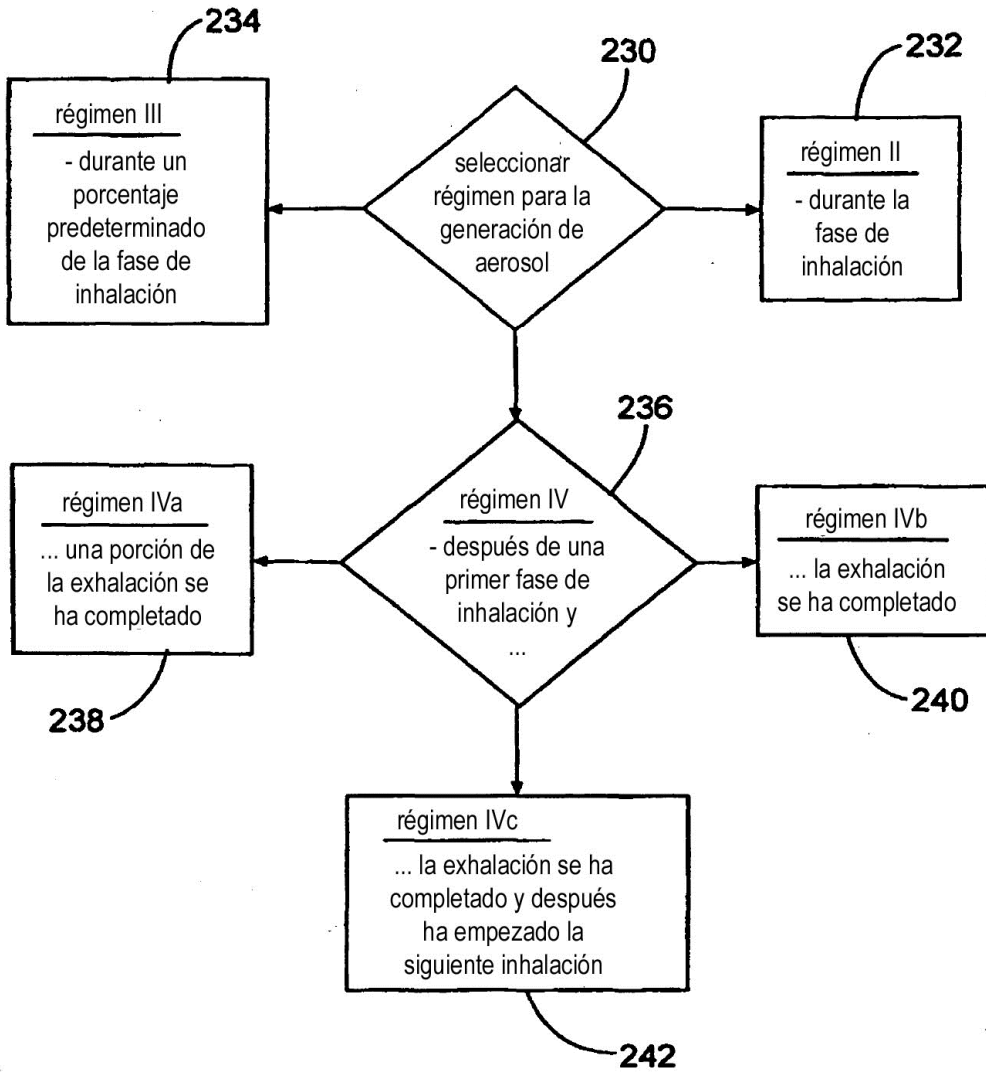 234
régimen III
- durante un
porcentaje
predeterminado
de la fase de
inhalación
230
seleccionar
régimen para la
generación de
aerosol
232
régimen II
- durante la
fase de
inhalación
236
régimen IV
- después de una
primer fase de
inhalación y
...
régimen IVa
... una porción de
la exhalación se
ha completado
238
régimen IVb
... la exhalación
se ha completado
240
régimen IVc
... la exhalación se ha
completado y después
ha empezado la
siguiente inhalación
242